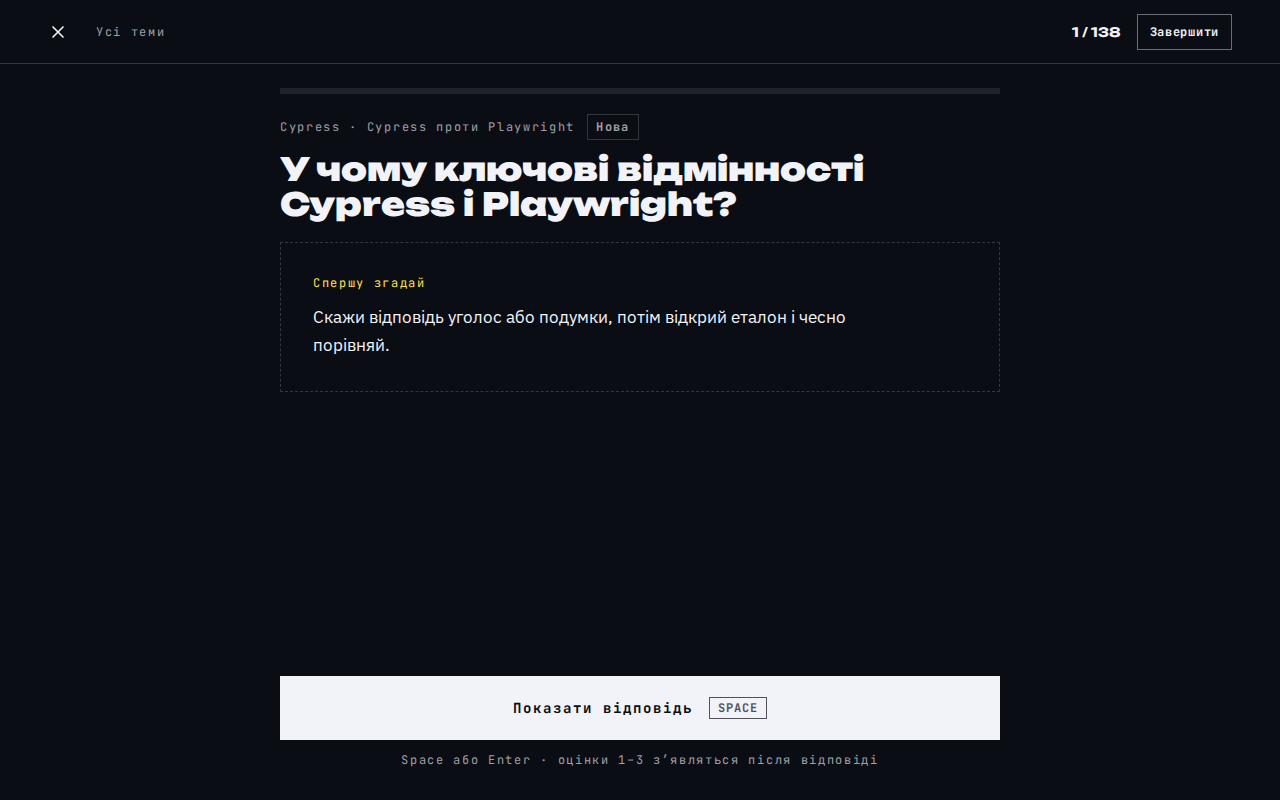 Усі теми
1 / 138
Завершити
Cypress · Cypress проти Playwright
Нова
У чому ключові відмінності
Cypress і Playwright?
Спершу згадай
Скажи відповідь уголос або подумки, потім відкрий еталон і чесно
порівняй.
Показати відповідь
SPACE
Space або Enter · оцінки 1–3 зʼявляться після відповіді